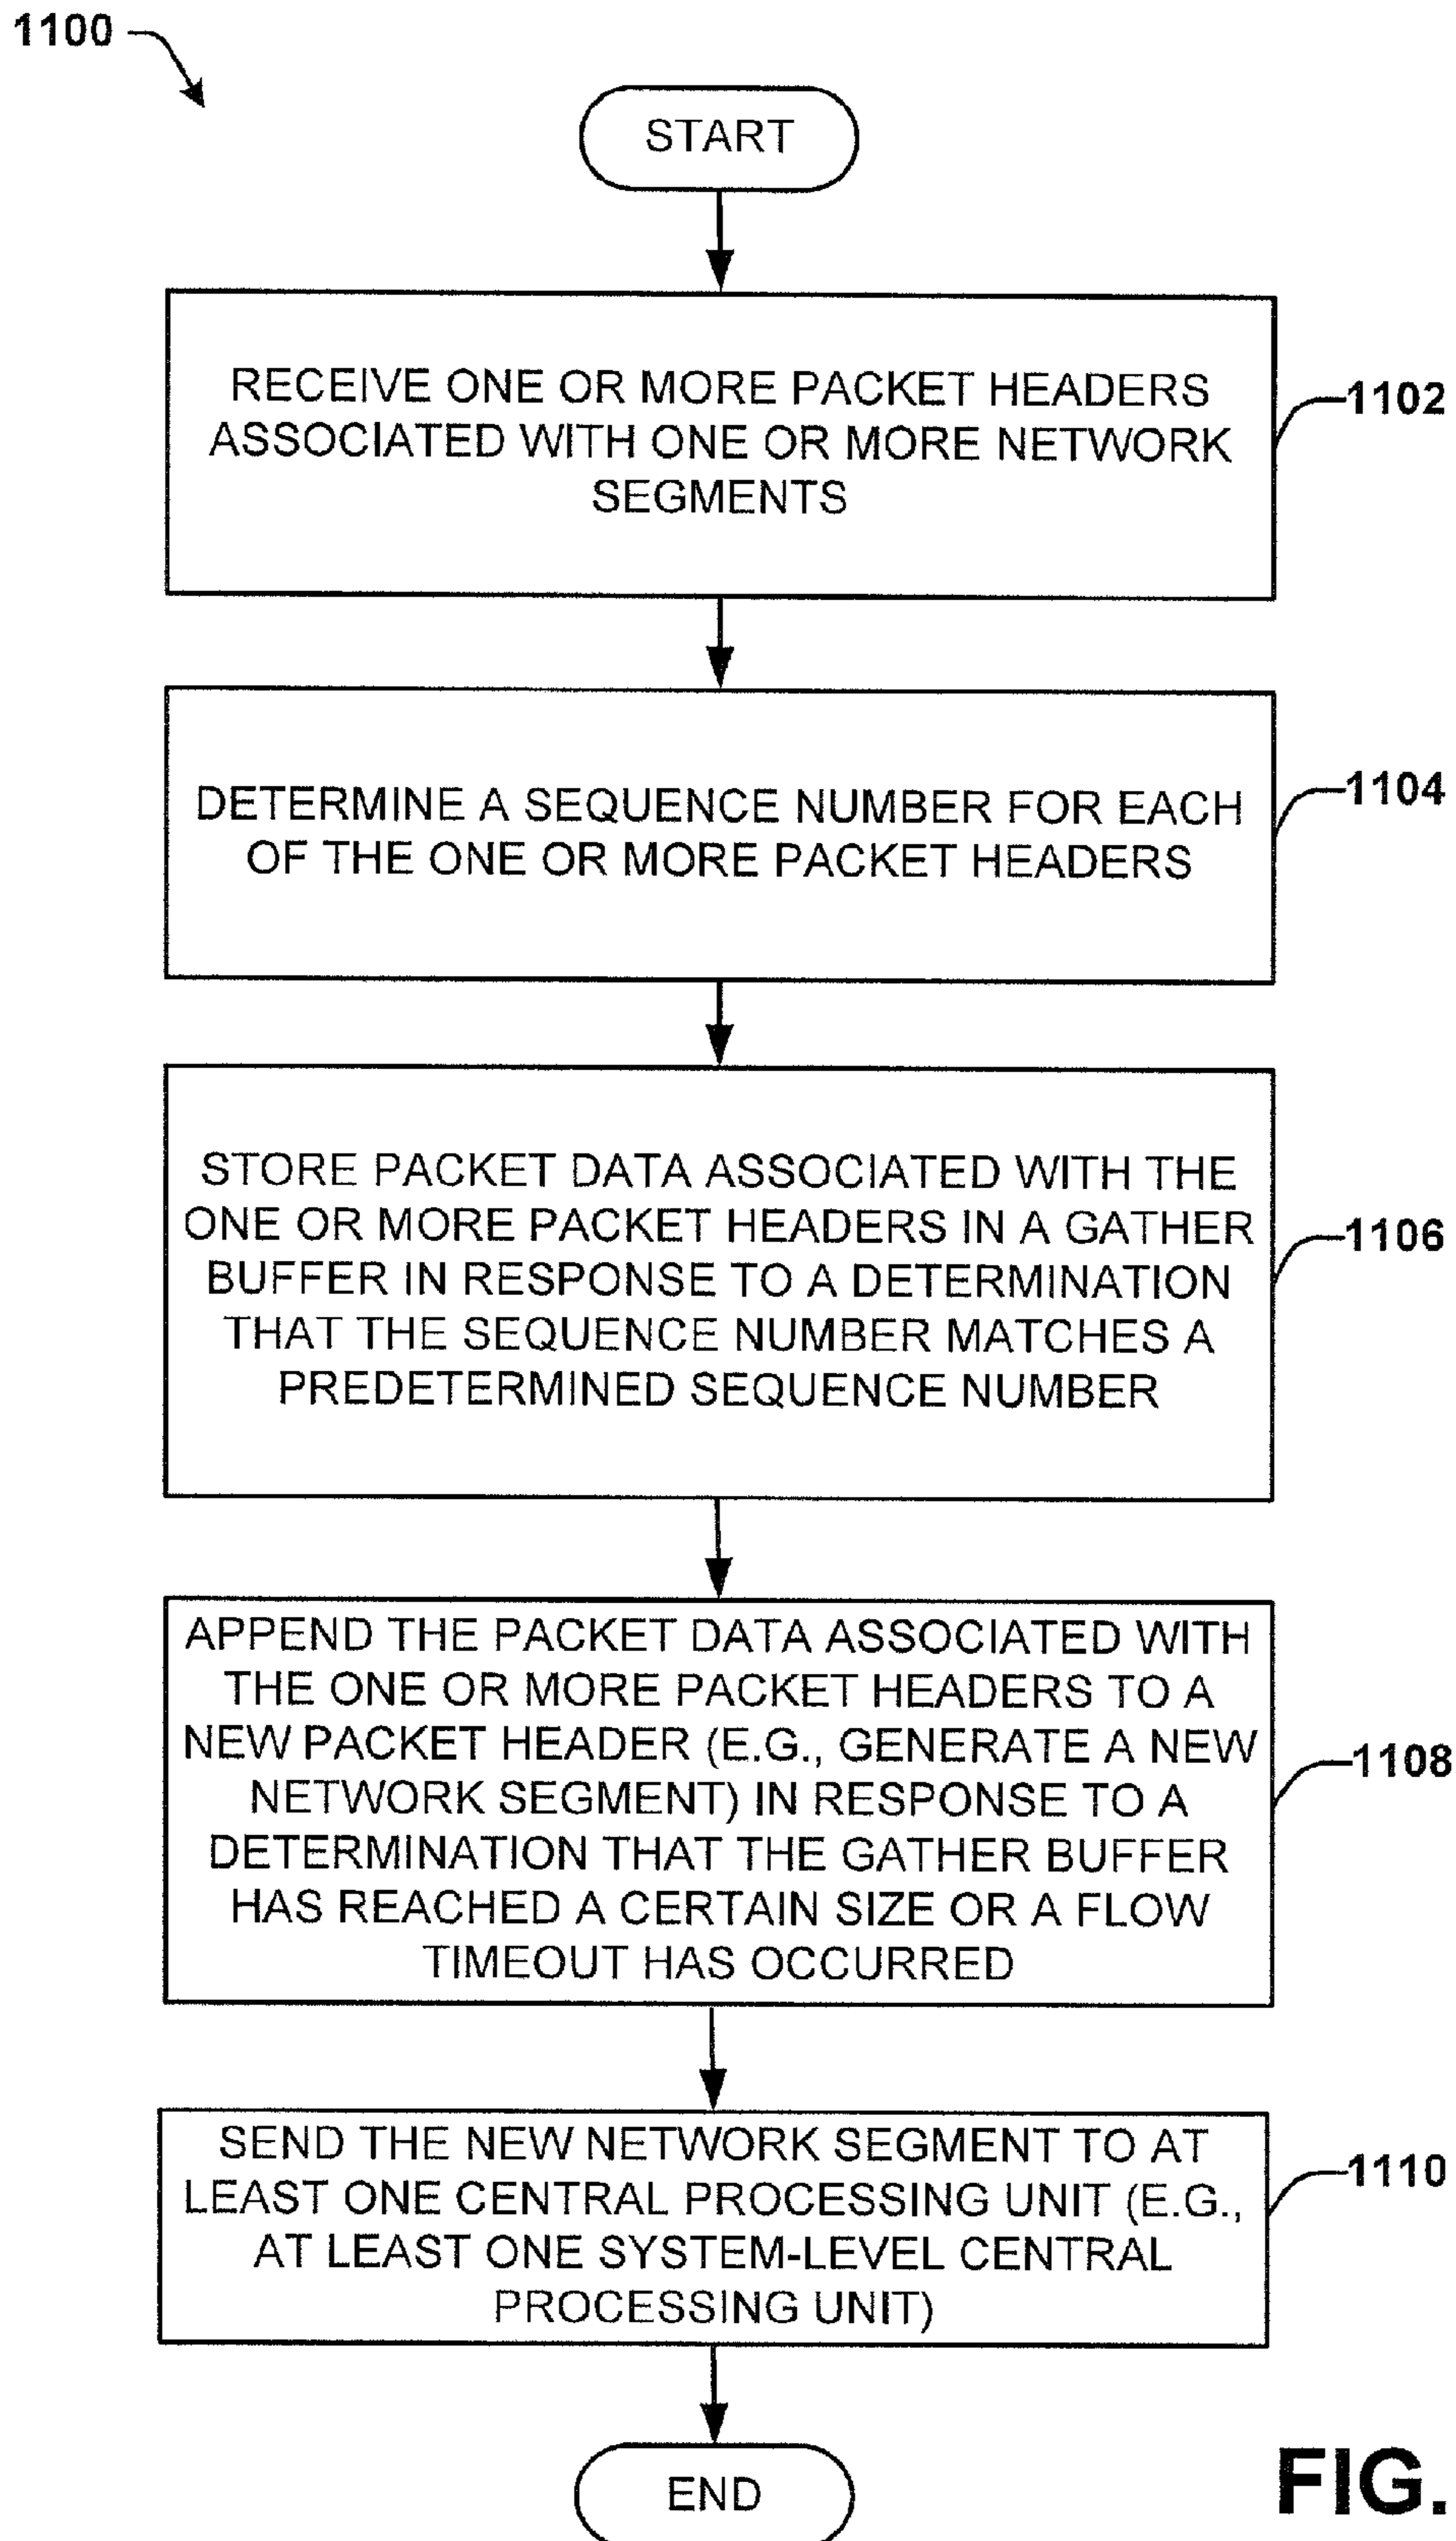 1100
START
RECEIVE ONE OR MORE PACKET HEADERS
ASSOCIATED WITH ONE OR MORE NETWORK
SEGMENTS
1102
DETERMINE A SEQUENCE NUMBER FOR EACH
OF THE ONE OR MORE PACKET HEADERS
1104
STORE PACKET DATA ASSOCIATED WITH THE
ONE OR MORE PACKET HEADERS IN A GATHER
BUFFER IN RESPONSE TO A DETERMINATION
THAT THE SEQUENCE NUMBER MATCHES A
PREDETERMINED SEQUENCE NUMBER
1106
APPEND THE PACKET DATA ASSOCIATED WITH
THE ONE OR MORE PACKET HEADERS TO A
NEW PACKET HEADER (E.G., GENERATE A NEW
NETWORK SEGMENT) IN RESPONSE TO A
DETERMINATION THAT THE GATHER BUFFER
HAS REACHED A CERTAIN SIZE OR A FLOW
TIMEOUT HAS OCCURRED
1108
SEND THE NEW NETWORK SEGMENT TO AT
LEAST ONE CENTRAL PROCESSING UNIT (E.G.,
AT LEAST ONE SYSTEM-LEVEL CENTRAL
PROCESSING UNIT)
1110
END
FIG.